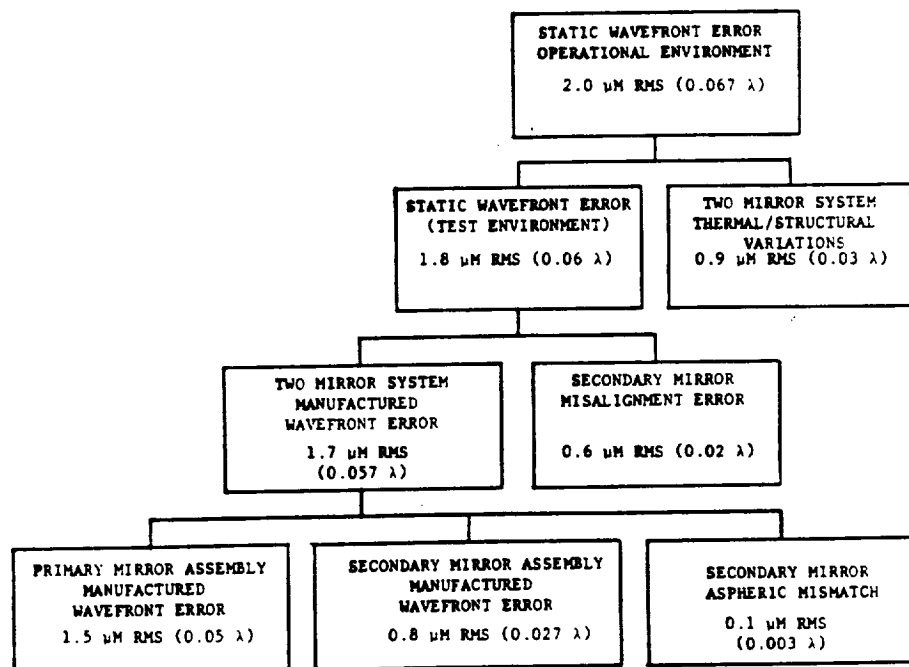 STATIC WAVEFRONT ERROR
OPERATIONAL ENVIRONMENT
2.0 µM RMS (0.067 λ)
STATIC WAVEFRONT ERROR
(TEST ENVIRONMENT)
1.8 µM RMS (0.06 λ)
TWO MIRROR SYSTEM
THERMAL/STRUCTURAL
VARIATIONS
0.9 µM RMS (0.03 λ)
TWO MIRROR SYSTEM
MANUFACTURED
WAVEFRONT ERROR
1.7 µM RMS
(0.057 λ)
SECONDARY MIRROR
MISALIGNMENT ERROR
0.6 µM RMS (0.02 λ)
PRIMARY MIRROR ASSEMBLY
MANUFACTURED
WAVEFRONT ERROR
1.5 µM RMS (0.05 λ)
SECONDARY MIRROR ASSEMBLY
MANUFACTURED
WAVEFRONT ERROR
0.8 µM RMS (0.027 λ)
SECONDARY MIRROR
ASPHERIC MISMATCH
0.1 µM RMS
(0.003 λ)